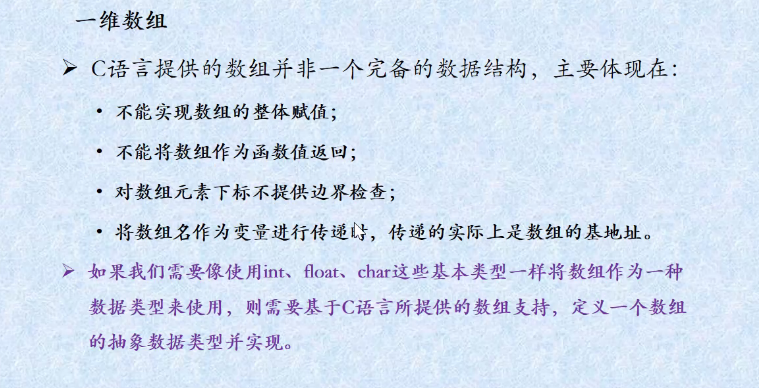 一维数组
➢ C语言提供的数组并非一个完备的数据结构，主要体现在：
• 不能实现数组的整体赋值；
• 不能将数组作为函数值返回；
• 对数组元素下标不提供边界检查；
• 将数组名作为变量进行传递时，传递的实际上是数组的基地址。
➢ 如果我们需要像使用int、float、char这些基本类型一样将数组作为一种
数据类型来使用，则需要基于C语言所提供的数组支持，定义一个数组
的抽象数据类型并实现。